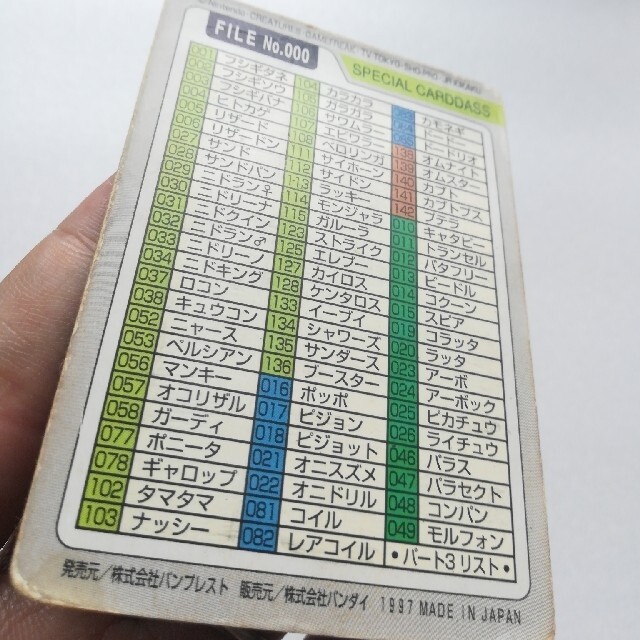 ©Nintendo CREATURES GAMEFREAK TV TOKYO SHO-PRO JR KIKAKU
FILE No.000
SPECIAL CARDDASS
001 フシギダネ
フシギソウ
003 フシギバナ
ヒトカゲ
005 リザード
006 リザードン
027 サンド
028 サンドパン
029 ニドラン♀
030 ニドリーナ
031 ニドクイン
032 ニドラン♂
033 ニドリーノ
034 ニドキング
037 ロコン
038 キュウコン
052 ニャース
053 ペルシアン
056 マンキー
057 オコリザル
058 ガーディ
077 ポニータ
078 ギャロップ
102 タマタマ
103 ナッシー
104 カラカラ
ガラガラ
サワムラー
エビワラー
108 ベロリンガ
111 サイホーン
112 サイドン
113 ラッキー
114 モンジャラ
115 ガルーラ
123 ストライク
125 エレブー
127 カイロス
128 ケンタロス
133 イーブイ
134 シャワーズ
135 サンダース
136 ブースター
016 ポッポ
017 ピジョン
018 ピジョット
021 オニスズメ
022 オニドリル
081 コイル
082 レアコイル
カモネギ
ドードー
ドードリオ
138 オムナイト
139 オムスター
140 カブト
141 カブトプス
142 プテラ
010 キャタピー
011 トランセル
012 バタフリー
013 ビードル
014 コクーン
015 スピアー
019 コラッタ
020 ラッタ
023 アーボ
024 アーボック
025 ピカチュウ
026 ライチュウ
046 パラス
047 パラセクト
048 コンパン
049 モルフォン
•パート3 リスト•
発売元／株式会社バンプレスト 販売元／株式会社バンダイ 1997 MADE IN JAPAN